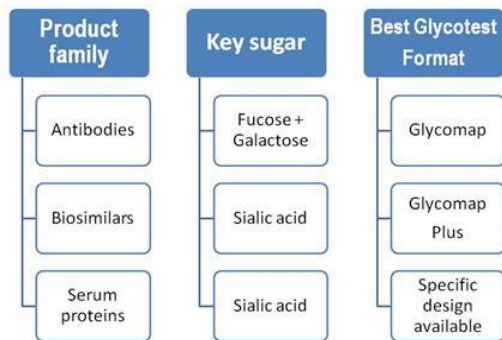 Product
family
Key sugar
Best Glycotest
Format
Antibodies
Fucose +
Galactose
Glycomap
Biosimilars
Sialic acid
Glycomap
Plus
Serum
proteins
Sialic acid
Specific
design
available